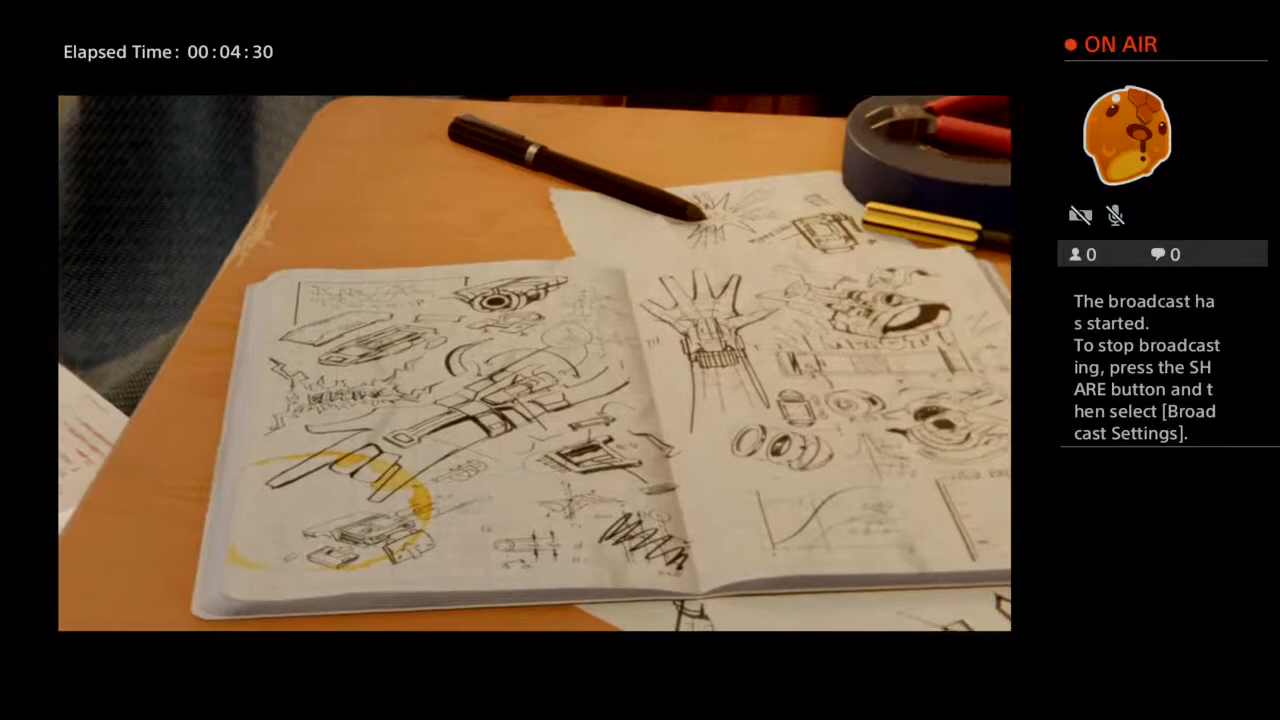 Elapsed Time: 00:04:30
ON AIR
0
0
The broadcast ha
s started.
To stop broadcast
ing, press the SH
ARE button and t
hen select [Broad
cast Settings].